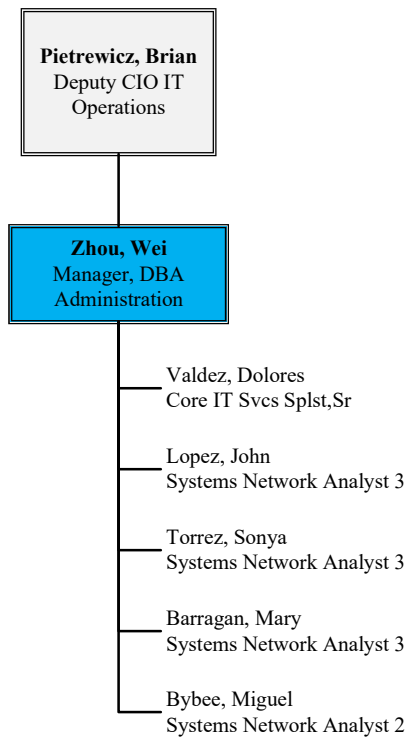 Pietrewicz, Brian
Deputy CIO IT
Operations
Zhou, Wei
Manager, DBA
Administration
Valdez, Dolores
Core IT Svcs Splst,Sr
Lopez, John
Systems Network Analyst 3
Torrez, Sonya
Systems Network Analyst 3
Barragan, Mary
Systems Network Analyst 3
Bybee, Miguel
Systems Network Analyst 2